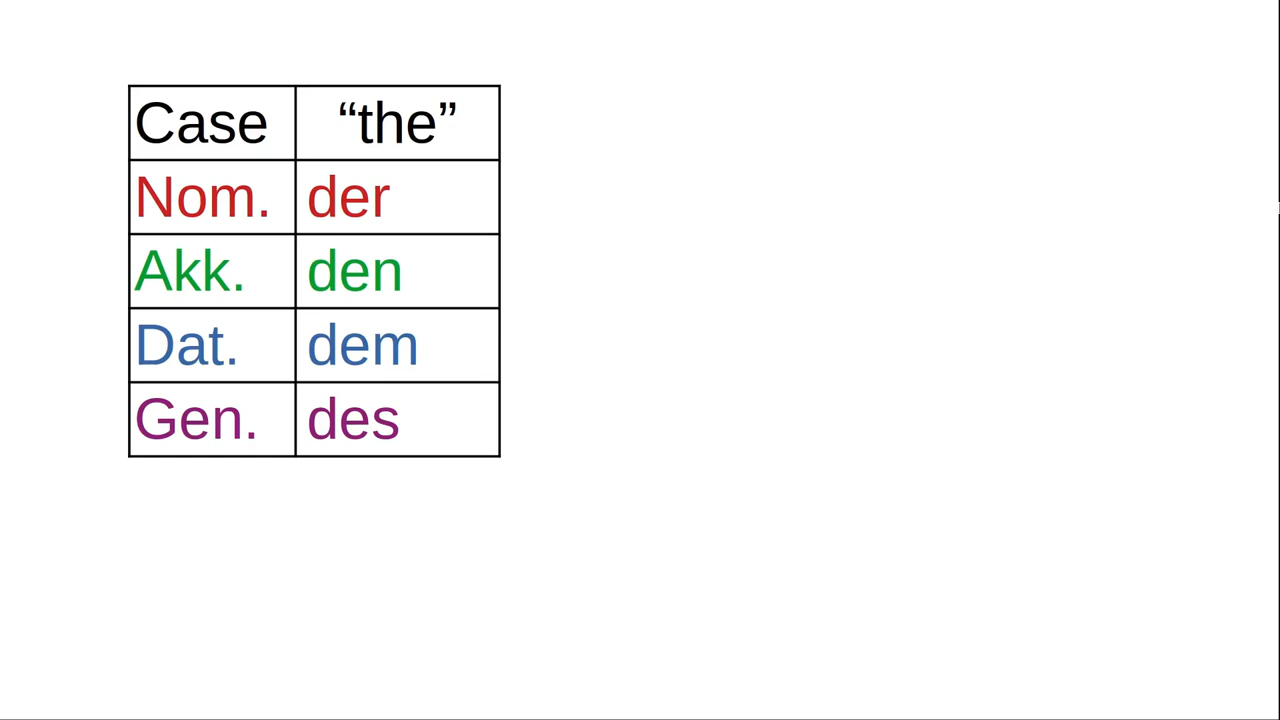 Case “the”
Nom. der
Akk. den
Dat. dem
Gen. des